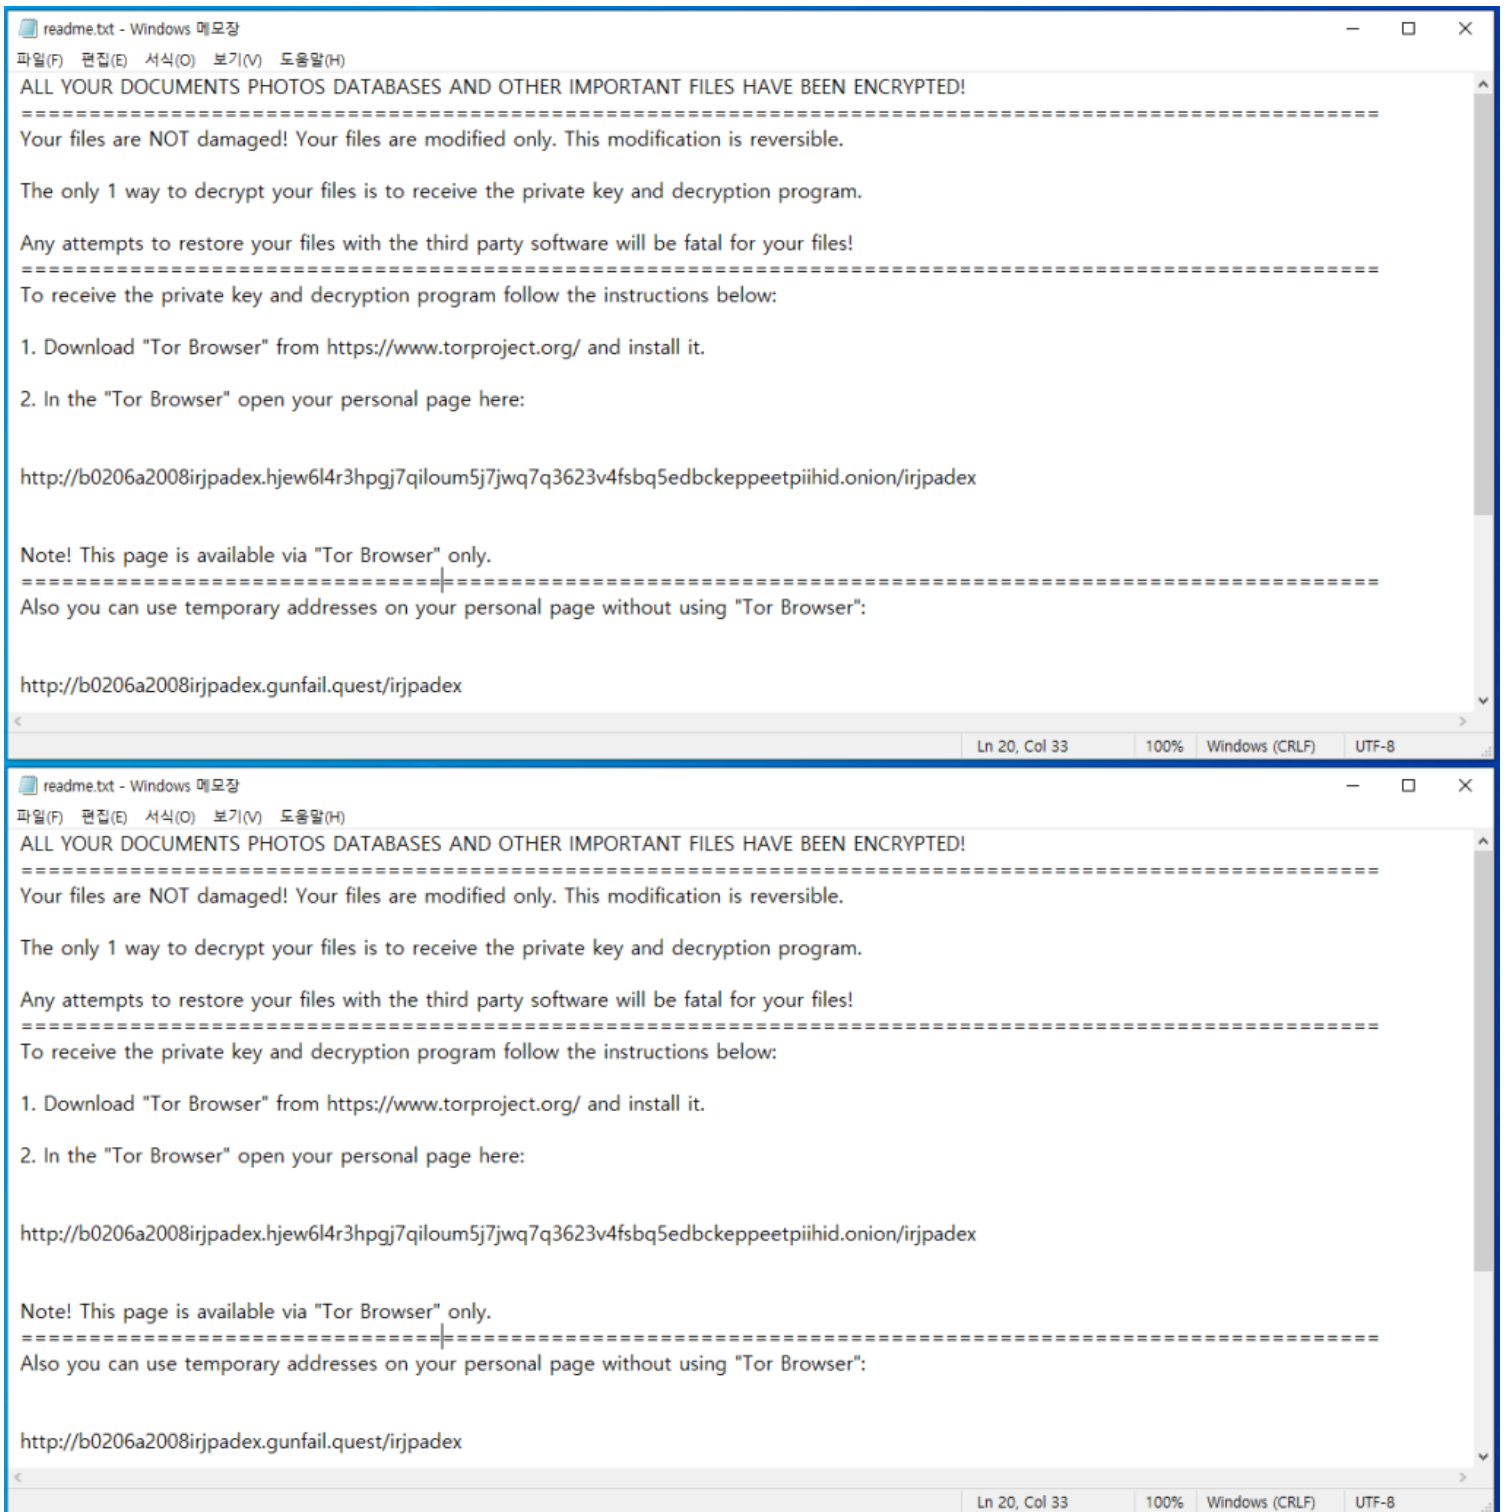 readme.txt - Windows 메모장
파일(F) 편집(E) 서식(O) 보기(V) 도움말(H)
ALL YOUR DOCUMENTS PHOTOS DATABASES AND OTHER IMPORTANT FILES HAVE BEEN ENCRYPTED!
====================================================================================================
Your files are NOT damaged! Your files are modified only. This modification is reversible.
The only 1 way to decrypt your files is to receive the private key and decryption program.
Any attempts to restore your files with the third party software will be fatal for your files!
====================================================================================================
To receive the private key and decryption program follow the instructions below:
1. Download "Tor Browser" from https://www.torproject.org/ and install it.
2. In the "Tor Browser" open your personal page here:
http://b0206a2008irjpadex.hjew6l4r3hpgj7qiloum5j7jwq7q3623v4fsbq5edbckeppeetpiihid.onion/irjpadex
Note! This page is available via "Tor Browser" only.
====================================================================================================
Also you can use temporary addresses on your personal page without using "Tor Browser":
http://b0206a2008irjpadex.gunfail.quest/irjpadex
Ln 20, Col 33 100% Windows (CRLF) UTF-8
readme.txt - Windows 메모장
파일(F) 편집(E) 서식(O) 보기(V) 도움말(H)
ALL YOUR DOCUMENTS PHOTOS DATABASES AND OTHER IMPORTANT FILES HAVE BEEN ENCRYPTED!
====================================================================================================
Your files are NOT damaged! Your files are modified only. This modification is reversible.
The only 1 way to decrypt your files is to receive the private key and decryption program.
Any attempts to restore your files with the third party software will be fatal for your files!
====================================================================================================
To receive the private key and decryption program follow the instructions below:
1. Download "Tor Browser" from https://www.torproject.org/ and install it.
2. In the "Tor Browser" open your personal page here:
http://b0206a2008irjpadex.hjew6l4r3hpgj7qiloum5j7jwq7q3623v4fsbq5edbckeppeetpiihid.onion/irjpadex
Note! This page is available via "Tor Browser" only.
====================================================================================================
Also you can use temporary addresses on your personal page without using "Tor Browser":
http://b0206a2008irjpadex.gunfail.quest/irjpadex
Ln 20, Col 33 100% Windows (CRLF) UTF-8